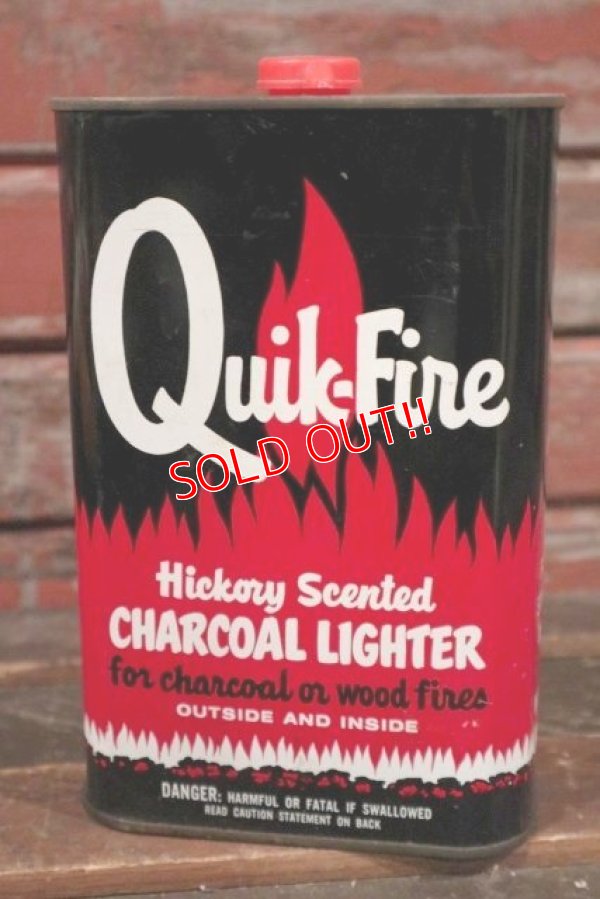 Quik-Fire
SOLD OUT!!
Hickory Scented
CHARCOAL LIGHTER
for charcoal or wood fires
OUTSIDE AND INSIDE
DANGER: HARMFUL OR FATAL IF SWALLOWED
READ CAUTION STATEMENT ON BACK